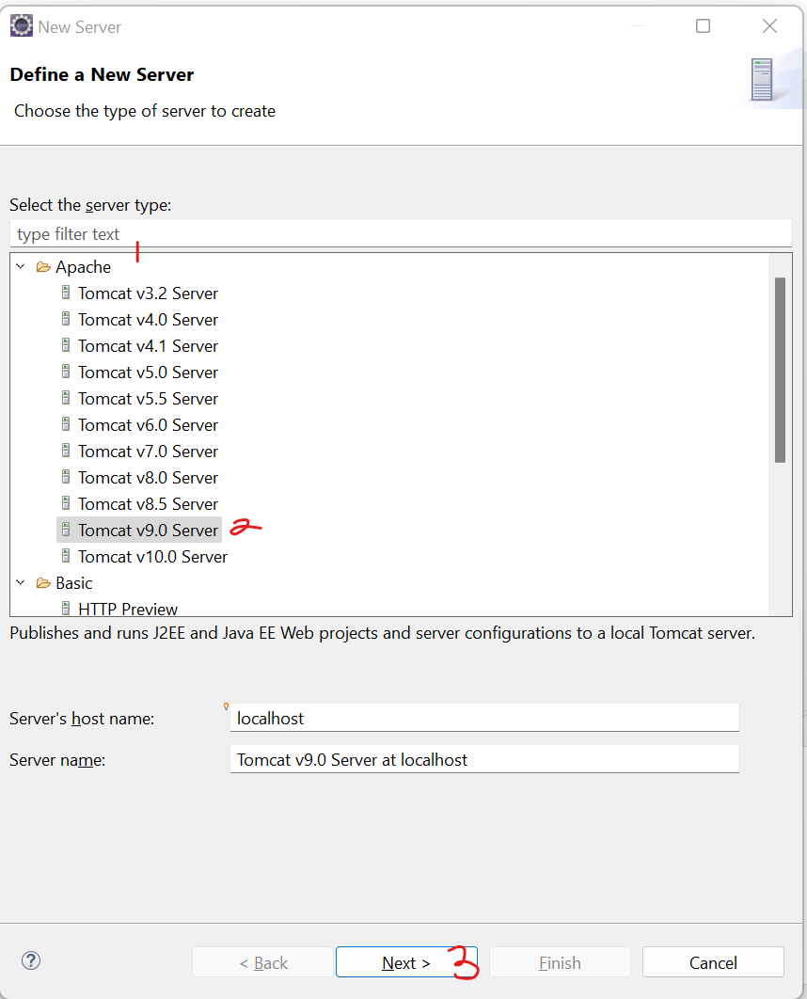 New Server
Define a New Server
Choose the type of server to create
Select the server type:
type filter text
1
Apache
Tomcat v3.2 Server
Tomcat v4.0 Server
Tomcat v4.1 Server
Tomcat v5.0 Server
Tomcat v5.5 Server
Tomcat v6.0 Server
Tomcat v7.0 Server
Tomcat v8.0 Server
Tomcat v8.5 Server
Tomcat v9.0 Server 2
Tomcat v10.0 Server
Basic
HTTP Preview
Publishes and runs J2EE and Java EE Web projects and server configurations to a local Tomcat server.
Server's host name: localhost
Server name: Tomcat v9.0 Server at localhost
? < Back Next > 3 Finish Cancel